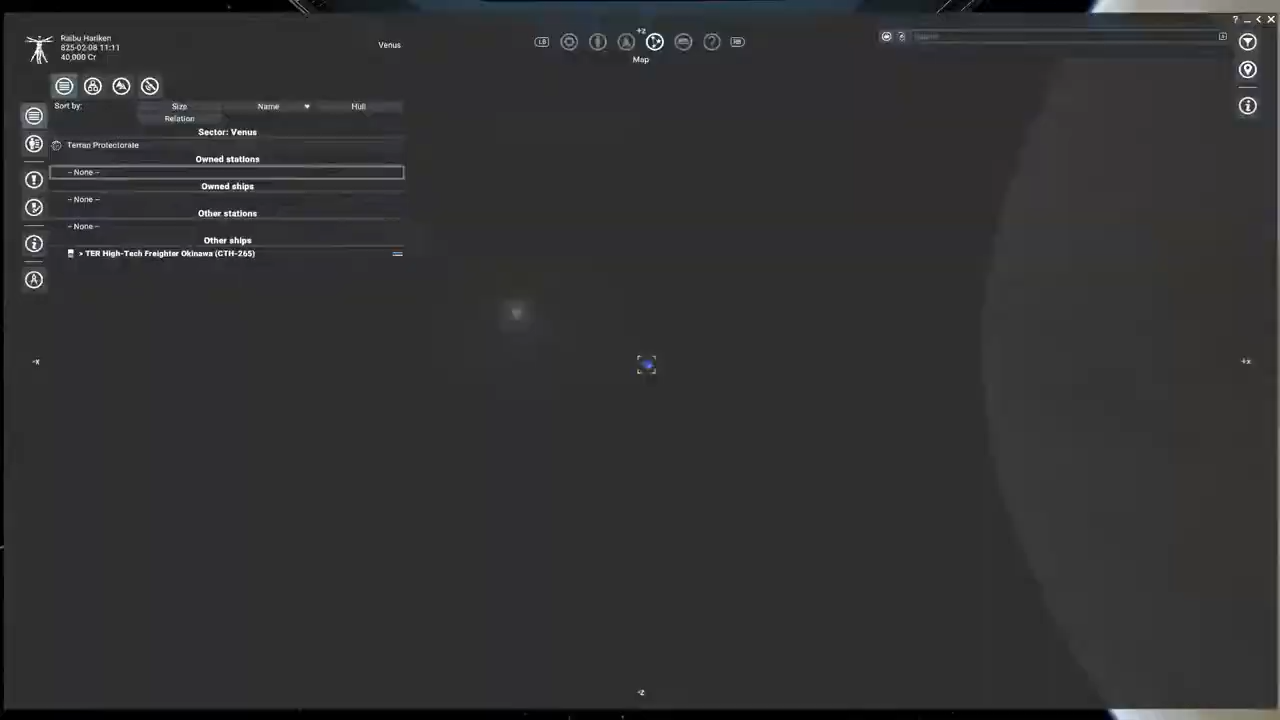 Raibu Hariken
825-02-08 11:11
40,000 Cr
Venus
LB
+z
?
Map
Sort by:
Size
Name
Hull
Relation
Sector: Venus
Terran Protectorate
Owned stations
-- None --
Owned ships
-- None --
Other stations
-- None --
Other ships
> TER High-Tech Freighter Okinawa (CTH-265)
-x
+x
-z